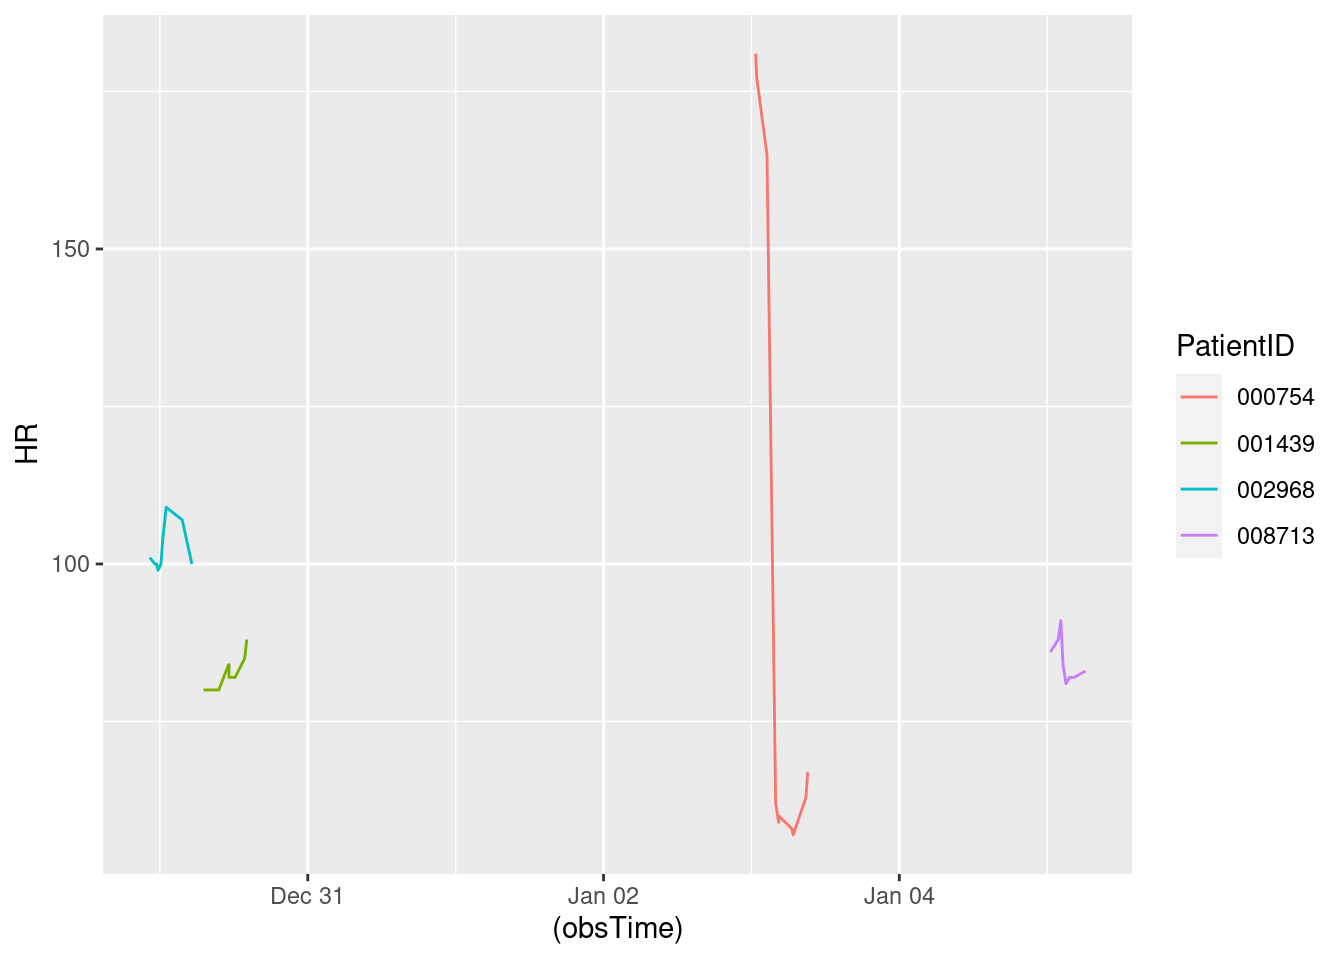 HR
150
100
Dec 31
Jan 02
Jan 04
(obsTime)
PatientID
000754
001439
002968
008713